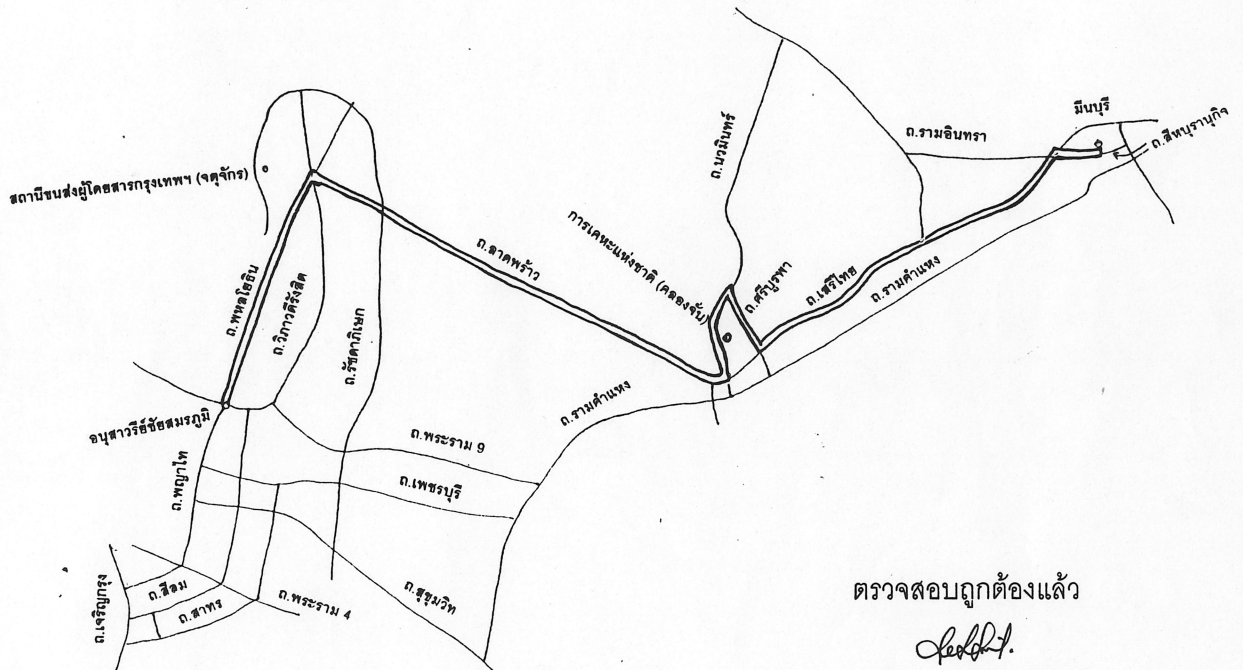 มีนบุรี
ถ.สีหบุรานุกิจ
ถ.รามอินทรา
ถ.นวมินทร์
สถานีขนส่งผู้โดยสารกรุงเทพฯ (จตุจักร)
การเคหะแห่งชาติ (คลองจั่น)
ถ.ลาดพร้าว
ถ.ศรีบูรพา
ถ.เสรีไทย
ถ.รามคำแหง
ถ.พหลโยธิน
ถ.วิภาวดีรังสิต
ถ.รัชดาภิเษก
ถ.รามคำแหง
อนุสาวรีย์ชัยสมรภูมิ
ถ.พระราม 9
ถ.พญาไท
ถ.เพชรบุรี
ถ.เจริญกรุง
ถ.สีลม
ถ.สาทร
ถ.พระราม 4
ถ.สุขุมวิท
ตรวจสอบถูกต้องแล้ว